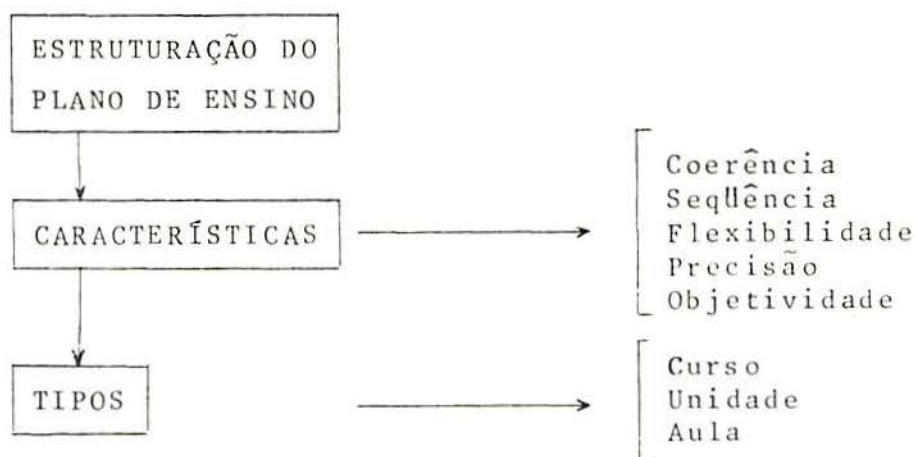 ESTRUTURAÇÃO DO
PLANO DE ENSINO
CARACTERÍSTICAS
Coerência
Seqüência
Flexibilidade
Precisão
Objetividade
TIPOS
Curso
Unidade
Aula